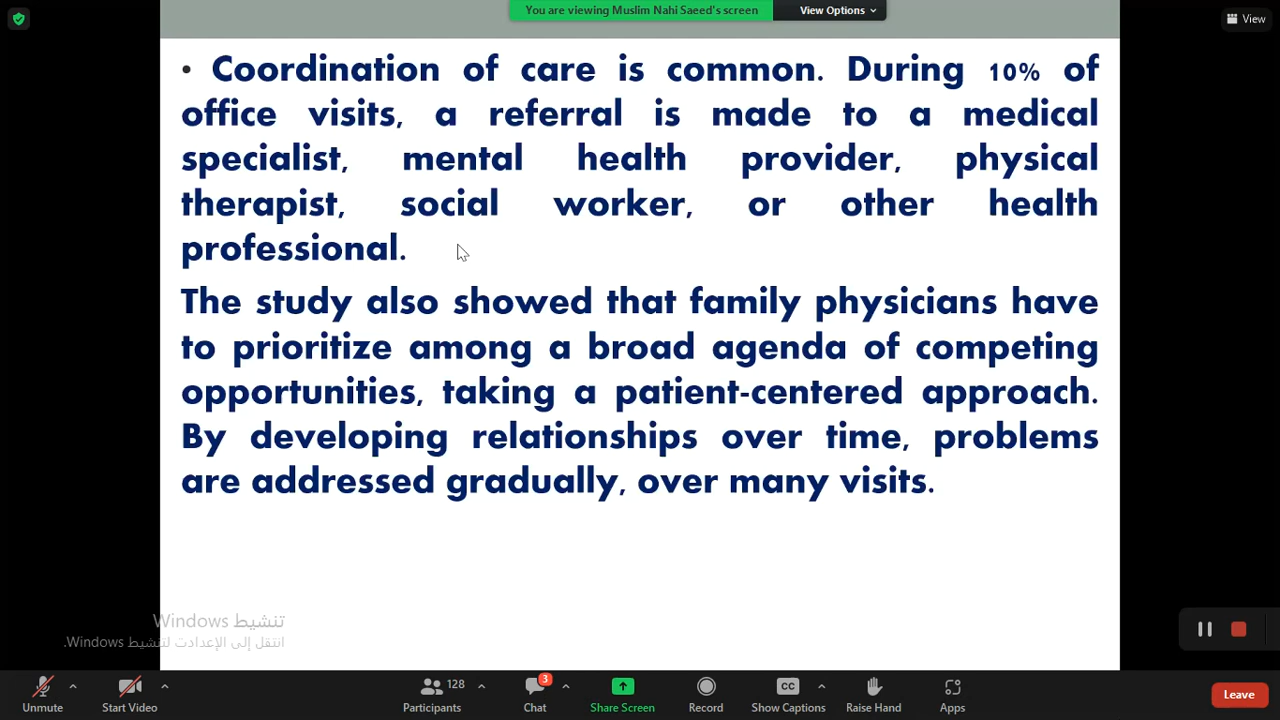 You are viewing Muslim Nahi Saeed's screen
View Options
View
• Coordination of care is common. During 10% of
office visits, a referral is made to a medical
specialist, mental health provider, physical
therapist, social worker, or other health
professional.
The study also showed that family physicians have
to prioritize among a broad agenda of competing
opportunities, taking a patient-centered approach.
By developing relationships over time, problems
are addressed gradually, over many visits.
تنشيط Windows
انتقل إلى الإعدادت لتنشيط Windows.
128
3
CC
Unmute
Start Video
Participants
Chat
Share Screen
Record
Show Captions
Raise Hand
Apps
Leave